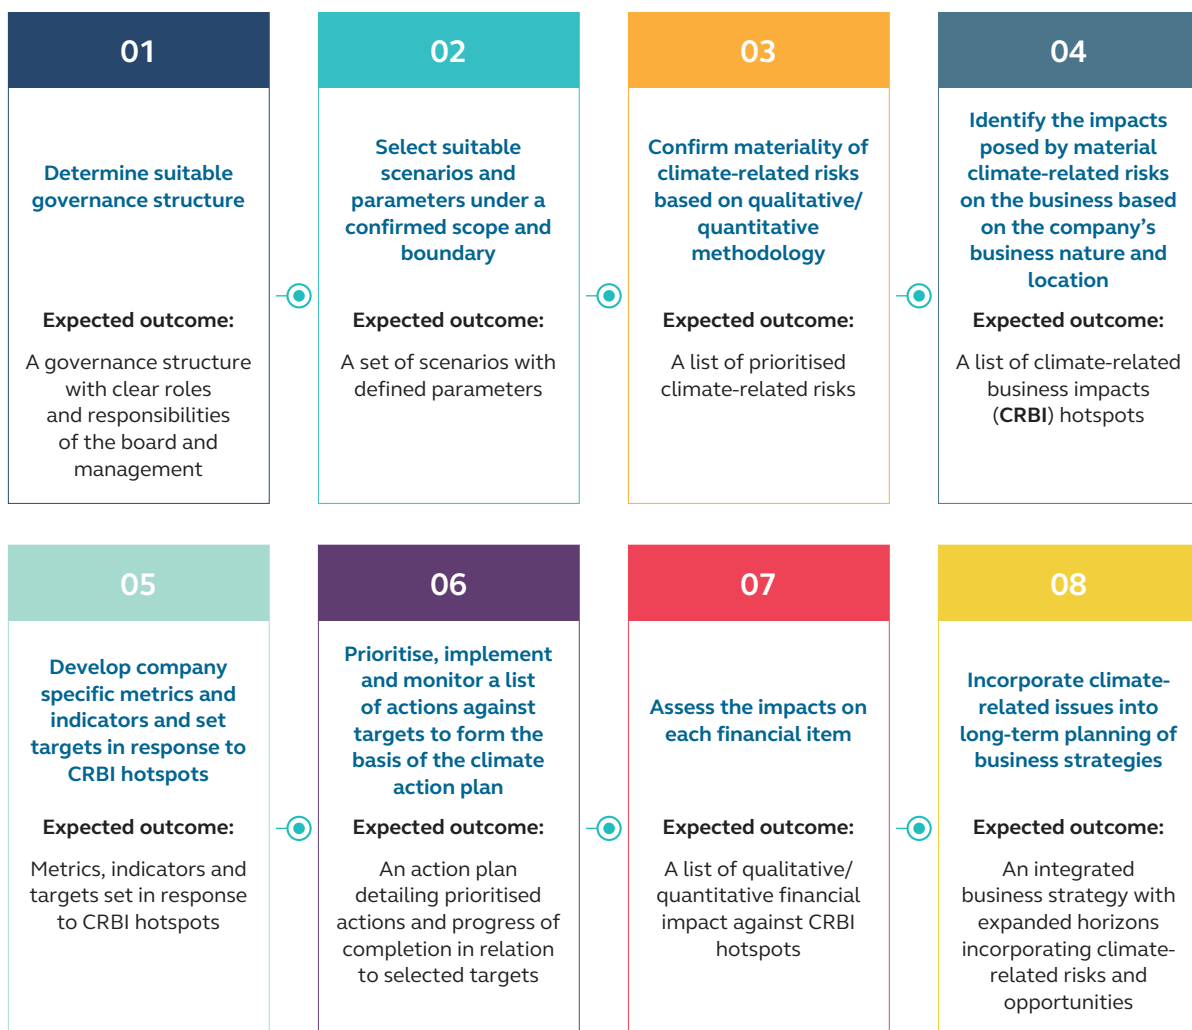 01
Determine suitable
governance structure
Expected outcome:
A governance structure
with clear roles
and responsibilities
of the board and
management
02
Select suitable
scenarios and
parameters under a
confirmed scope and
boundary
Expected outcome:
A set of scenarios with
defined parameters
03
Confirm materiality of
climate-related risks
based on qualitative/
quantitative
methodology
Expected outcome:
A list of prioritised
climate-related risks
04
Identify the impacts
posed by material
climate-related risks
on the business based
on the company’s
business nature and
location
Expected outcome:
A list of climate-related
business impacts
(CRBI) hotspots
05
Develop company
specific metrics and
indicators and set
targets in response to
CRBI hotspots
Expected outcome:
Metrics, indicators and
targets set in response
to CRBI hotspots
06
Prioritise, implement
and monitor a list
of actions against
targets to form the
basis of the climate
action plan
Expected outcome:
An action plan
detailing prioritised
actions and progress of
completion in relation
to selected targets
07
Assess the impacts on
each financial item
Expected outcome:
A list of qualitative/
quantitative financial
impact against CRBI
hotspots
08
Incorporate climate-
related issues into
long-term planning of
business strategies
Expected outcome:
An integrated
business strategy with
expanded horizons
incorporating climate-
related risks and
opportunities